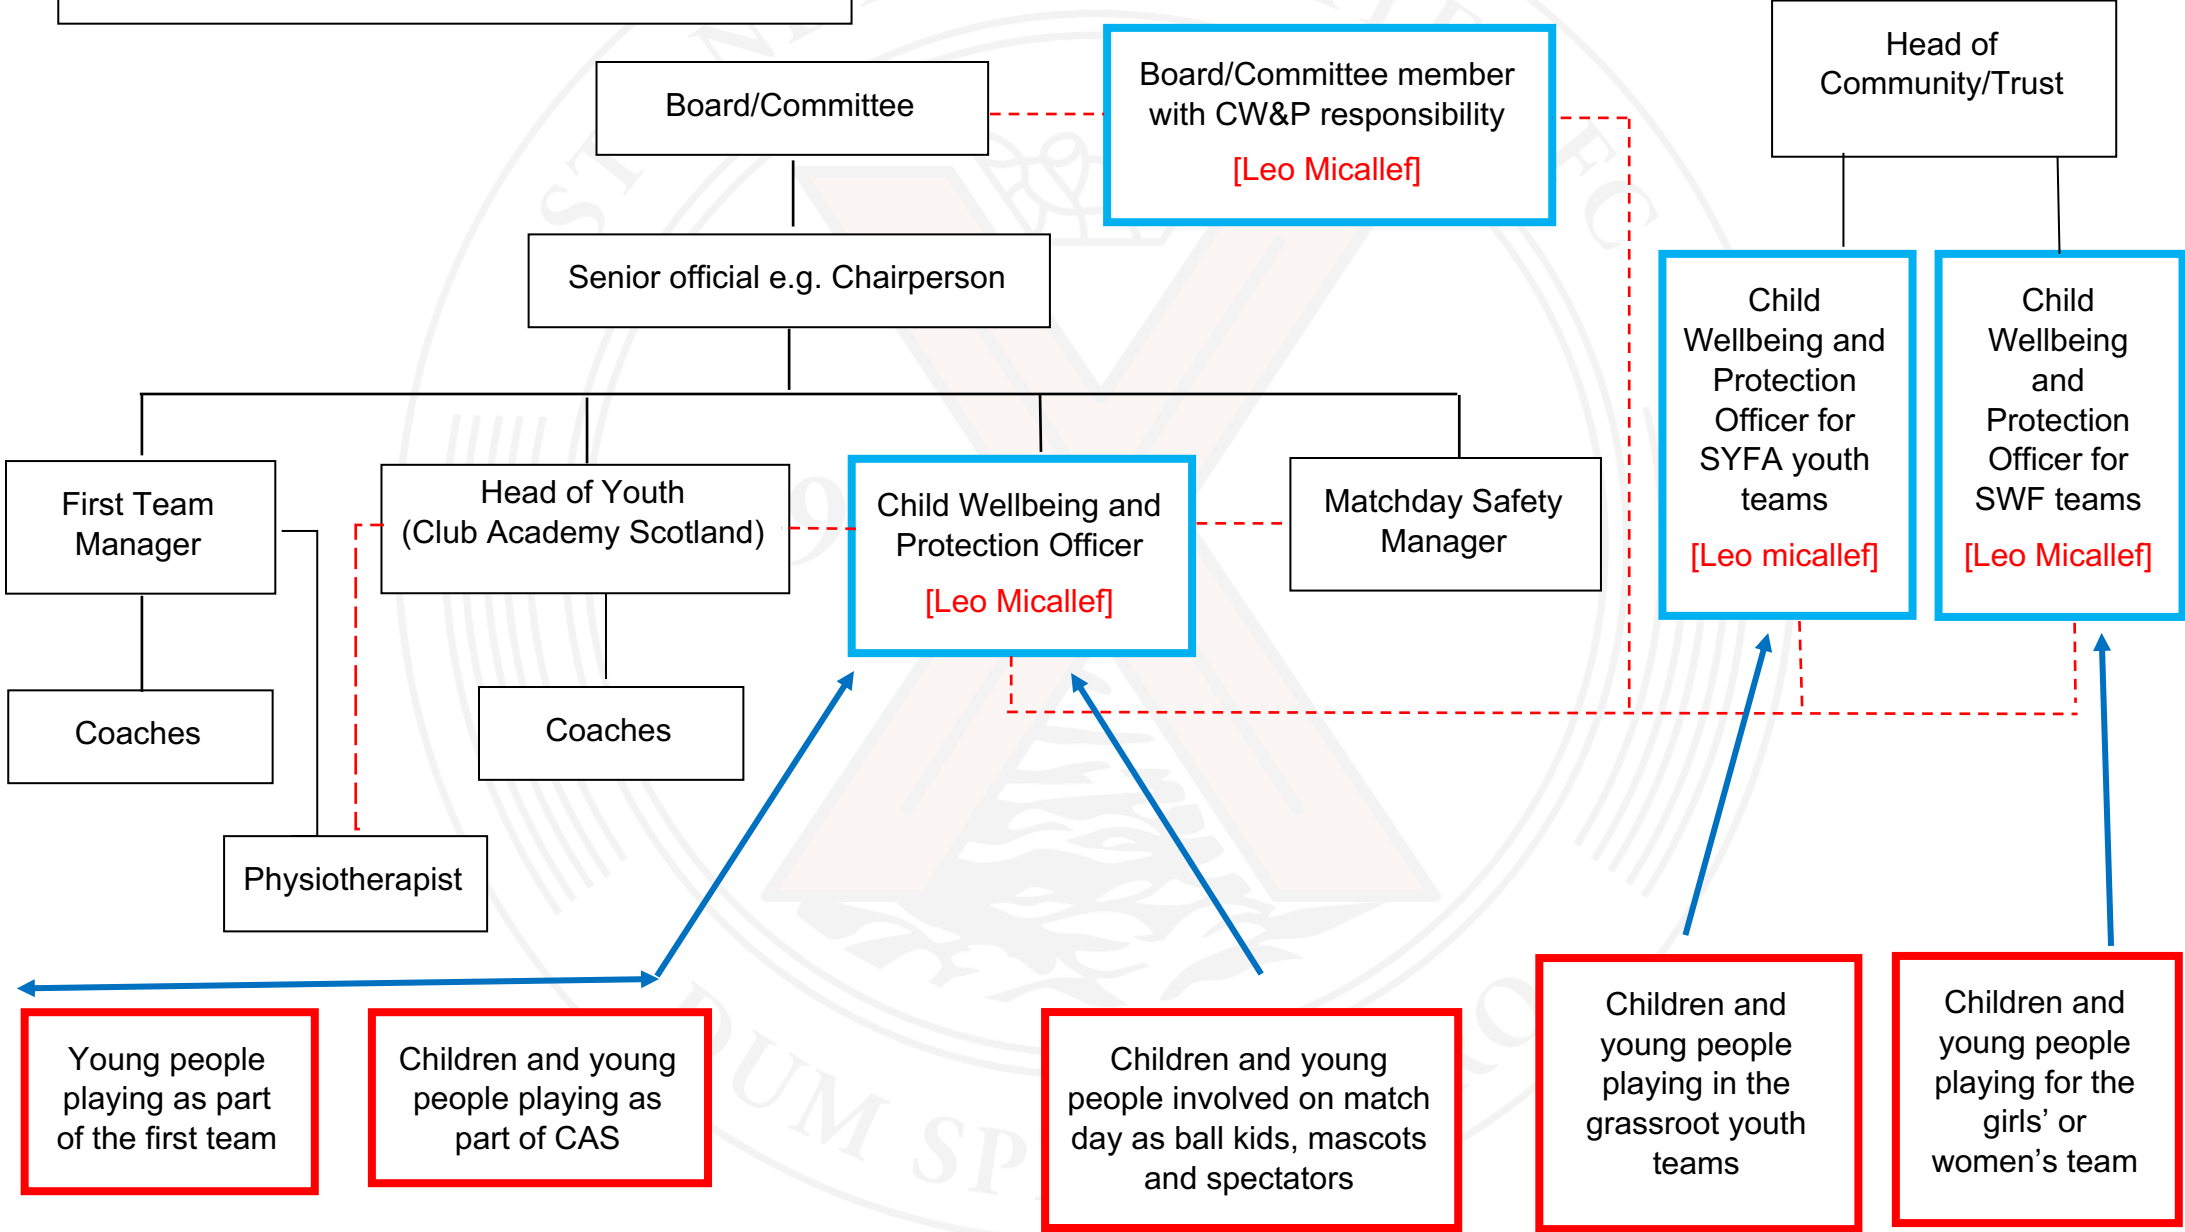 Board/Committee
Board/Committee member
with CW&P responsibility
[Leo Micallef]
Head of
Community/Trust
Senior official e.g. Chairperson
Child
Wellbeing and
Protection
Officer for
SYFA youth
teams
[Leo micallef]
Child
Wellbeing
and
Protection
Officer for
SWF teams
[Leo Micallef]
First Team
Manager
Head of Youth
(Club Academy Scotland)
Child Wellbeing and
Protection Officer
[Leo Micallef]
Matchday Safety
Manager
Coaches
Coaches
Physiotherapist
Young people
playing as part
of the first team
Children and young
people playing as
part of CAS
Children and young
people involved on match
day as ball kids, mascots
and spectators
Children and
young people
playing in the
grassroot youth
teams
Children and
young people
playing for the
girls’ or
women’s team
ST
FC
DUM